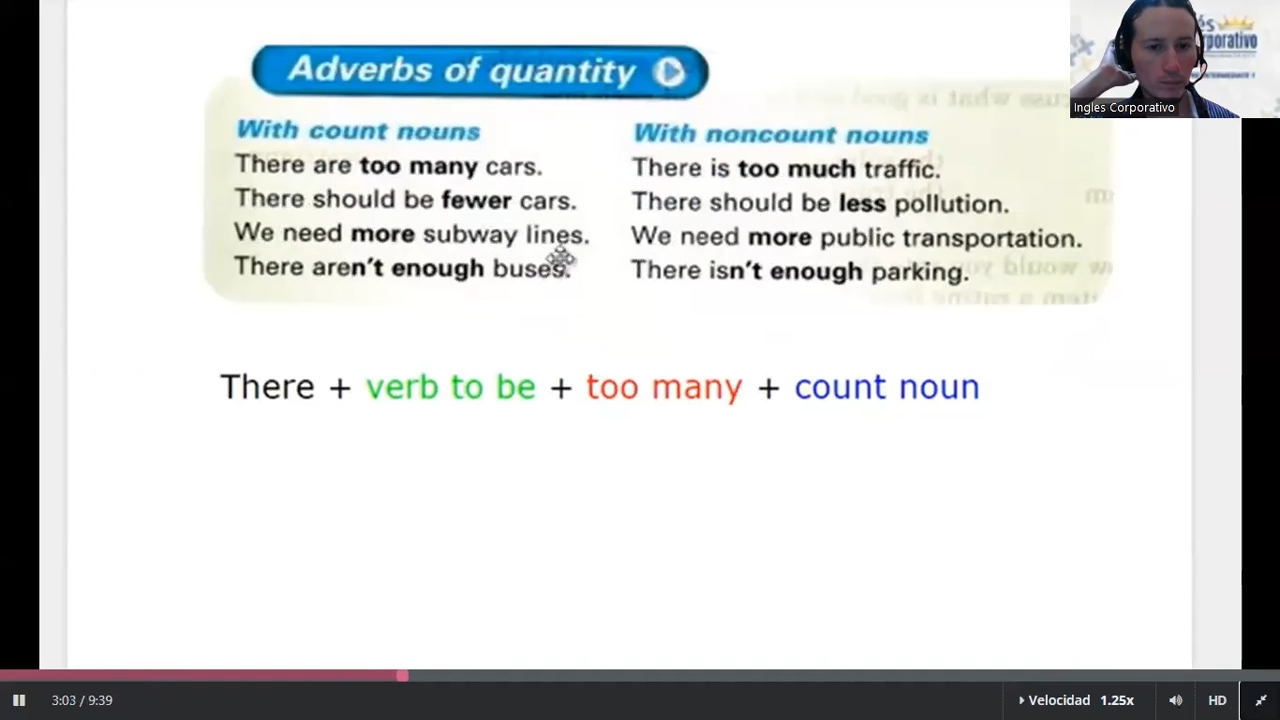 Adverbs of quantity
With count nouns
There are too many cars.
There should be fewer cars.
We need more subway lines.
There aren't enough buses.
With noncount nouns
There is too much traffic.
There should be less pollution.
We need more public transportation.
There isn't enough parking.
There + verb to be + too many + count noun
Ingles Corporativo
3:03 / 9:39
Velocidad 1.25x
HD